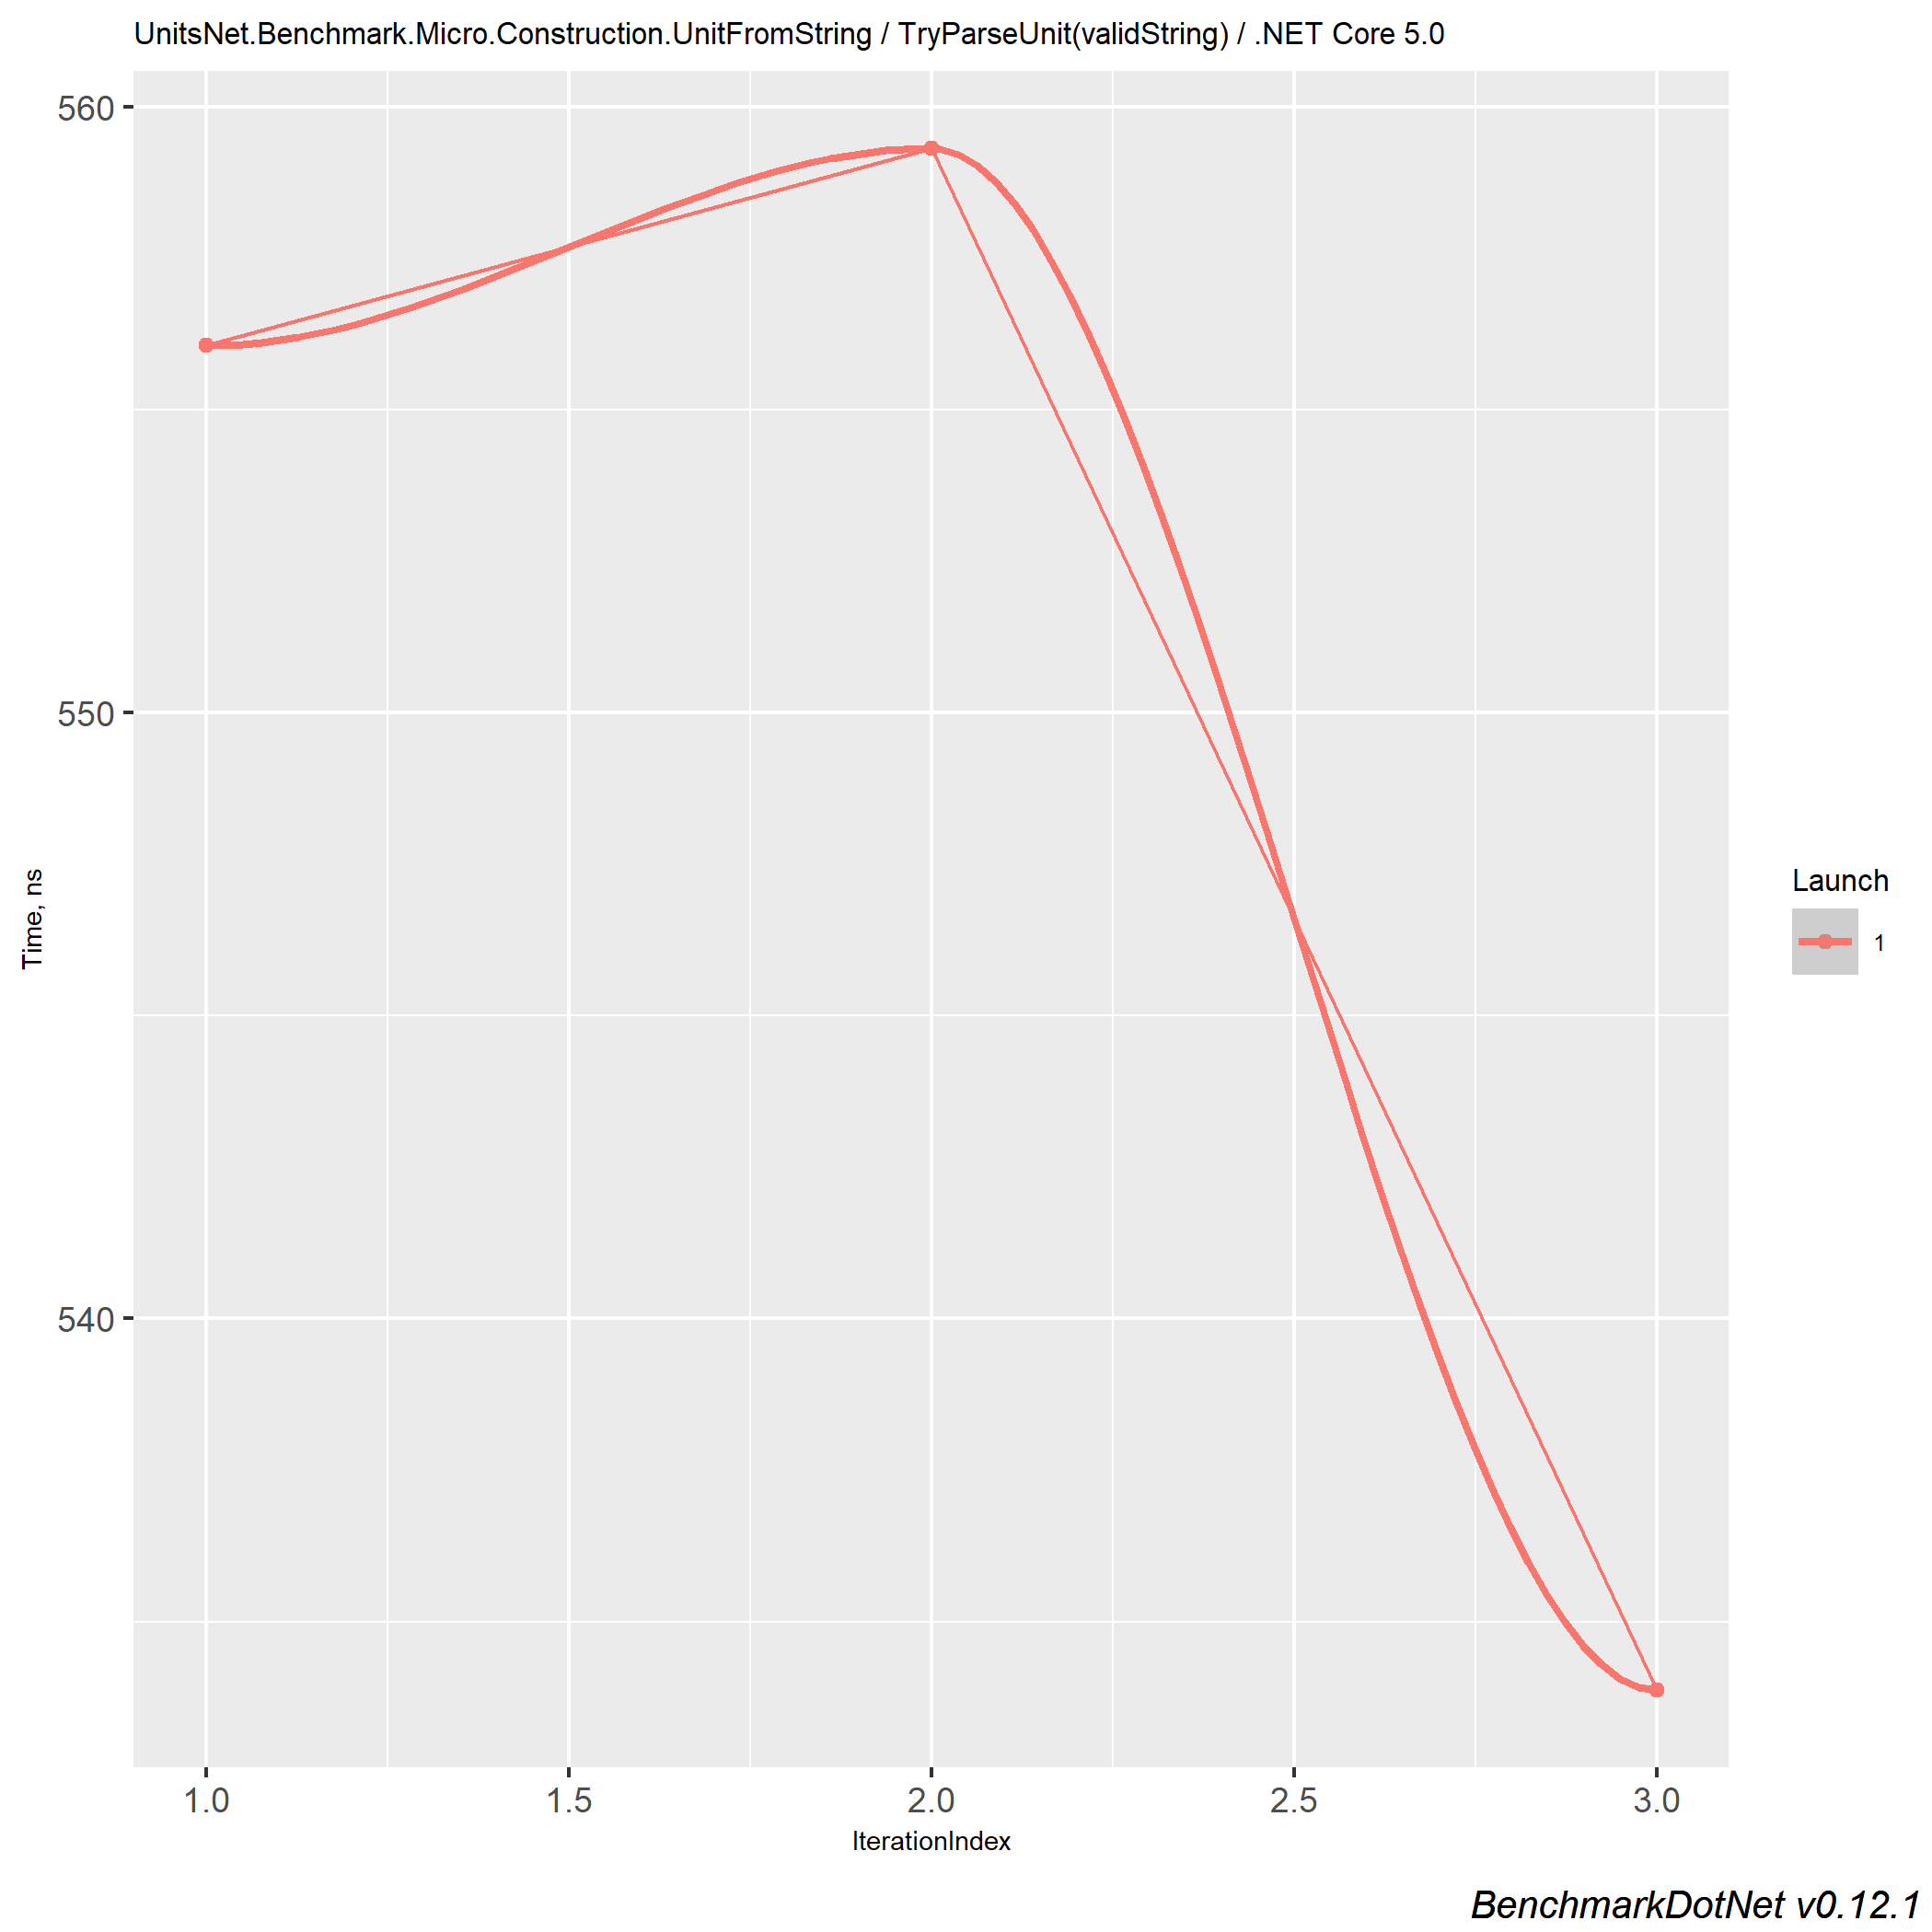 UnitsNet.Benchmark.Micro.Construction.UnitFromString / TryParseUnit(validString) / .NET Core 5.0
560
550
540
Time, ns
1.0 1.5 2.0 2.5 3.0
IterationIndex
Launch
1
BenchmarkDotNet v0.12.1